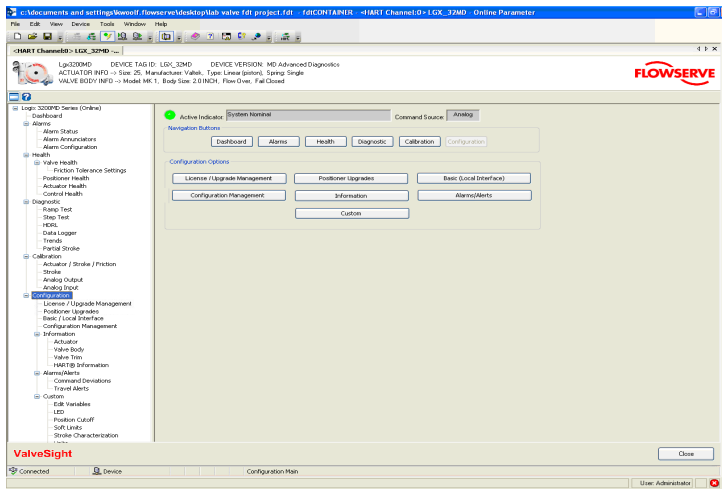 c:\documents and settings\kwoolf.flowserve\desktop\lab valve fdt project.fdt - fdtCONTAINER - <HART Channel:0> LGX_32MD - Online Parameter
File Edit View Device Tools Window Help
<HART Channel:0> LGX_32MD -...
Lgx3200MD DEVICE TAG ID: LGX_32MD DEVICE VERSION: MD Advanced Diagnostics
ACTUATOR INFO --> Size: 25, Manufacturer: Valtek, Type: Linear (piston), Spring: Single
VALVE BODY INFO --> Model: MK 1, Body Size: 2.0 INCH, Flow Over, Fail Closed
FLOWSERVE
Logix 3200MD Series (Online)
Dashboard
Alarms
Alarm Status
Alarm Annunciators
Alarm Configuration
Health
Valve Health
Friction Tolerance Settings
Positioner Health
Actuator Health
Control Health
Diagnostic
Ramp Test
Step Test
HDRL
Data Logger
Trends
Partial Stroke
Calibration
Actuator / Stroke / Friction
Stroke
Analog Output
Analog Input
Configuration
License / Upgrade Management
Positioner Upgrades
Basic / Local Interface
Configuration Management
Information
Actuator
Valve Body
Valve Trim
HART® Information
Alarms/Alerts
Command Deviations
Travel Alerts
Custom
Edit Variables
LED
Position Cutoff
Soft Limits
Stroke Characterization
Active Indicator System Nominal Command Source: Analog
Navigation Buttons
Dashboard Alarms Health Diagnostic Calibration Configuration
Configuration Options
License / Upgrade Management Positioner Upgrades Basic (Local Interface)
Configuration Management Information Alarms/Alerts
Custom
ValveSight Close
Connected Device Configuration Main
User: Administrator